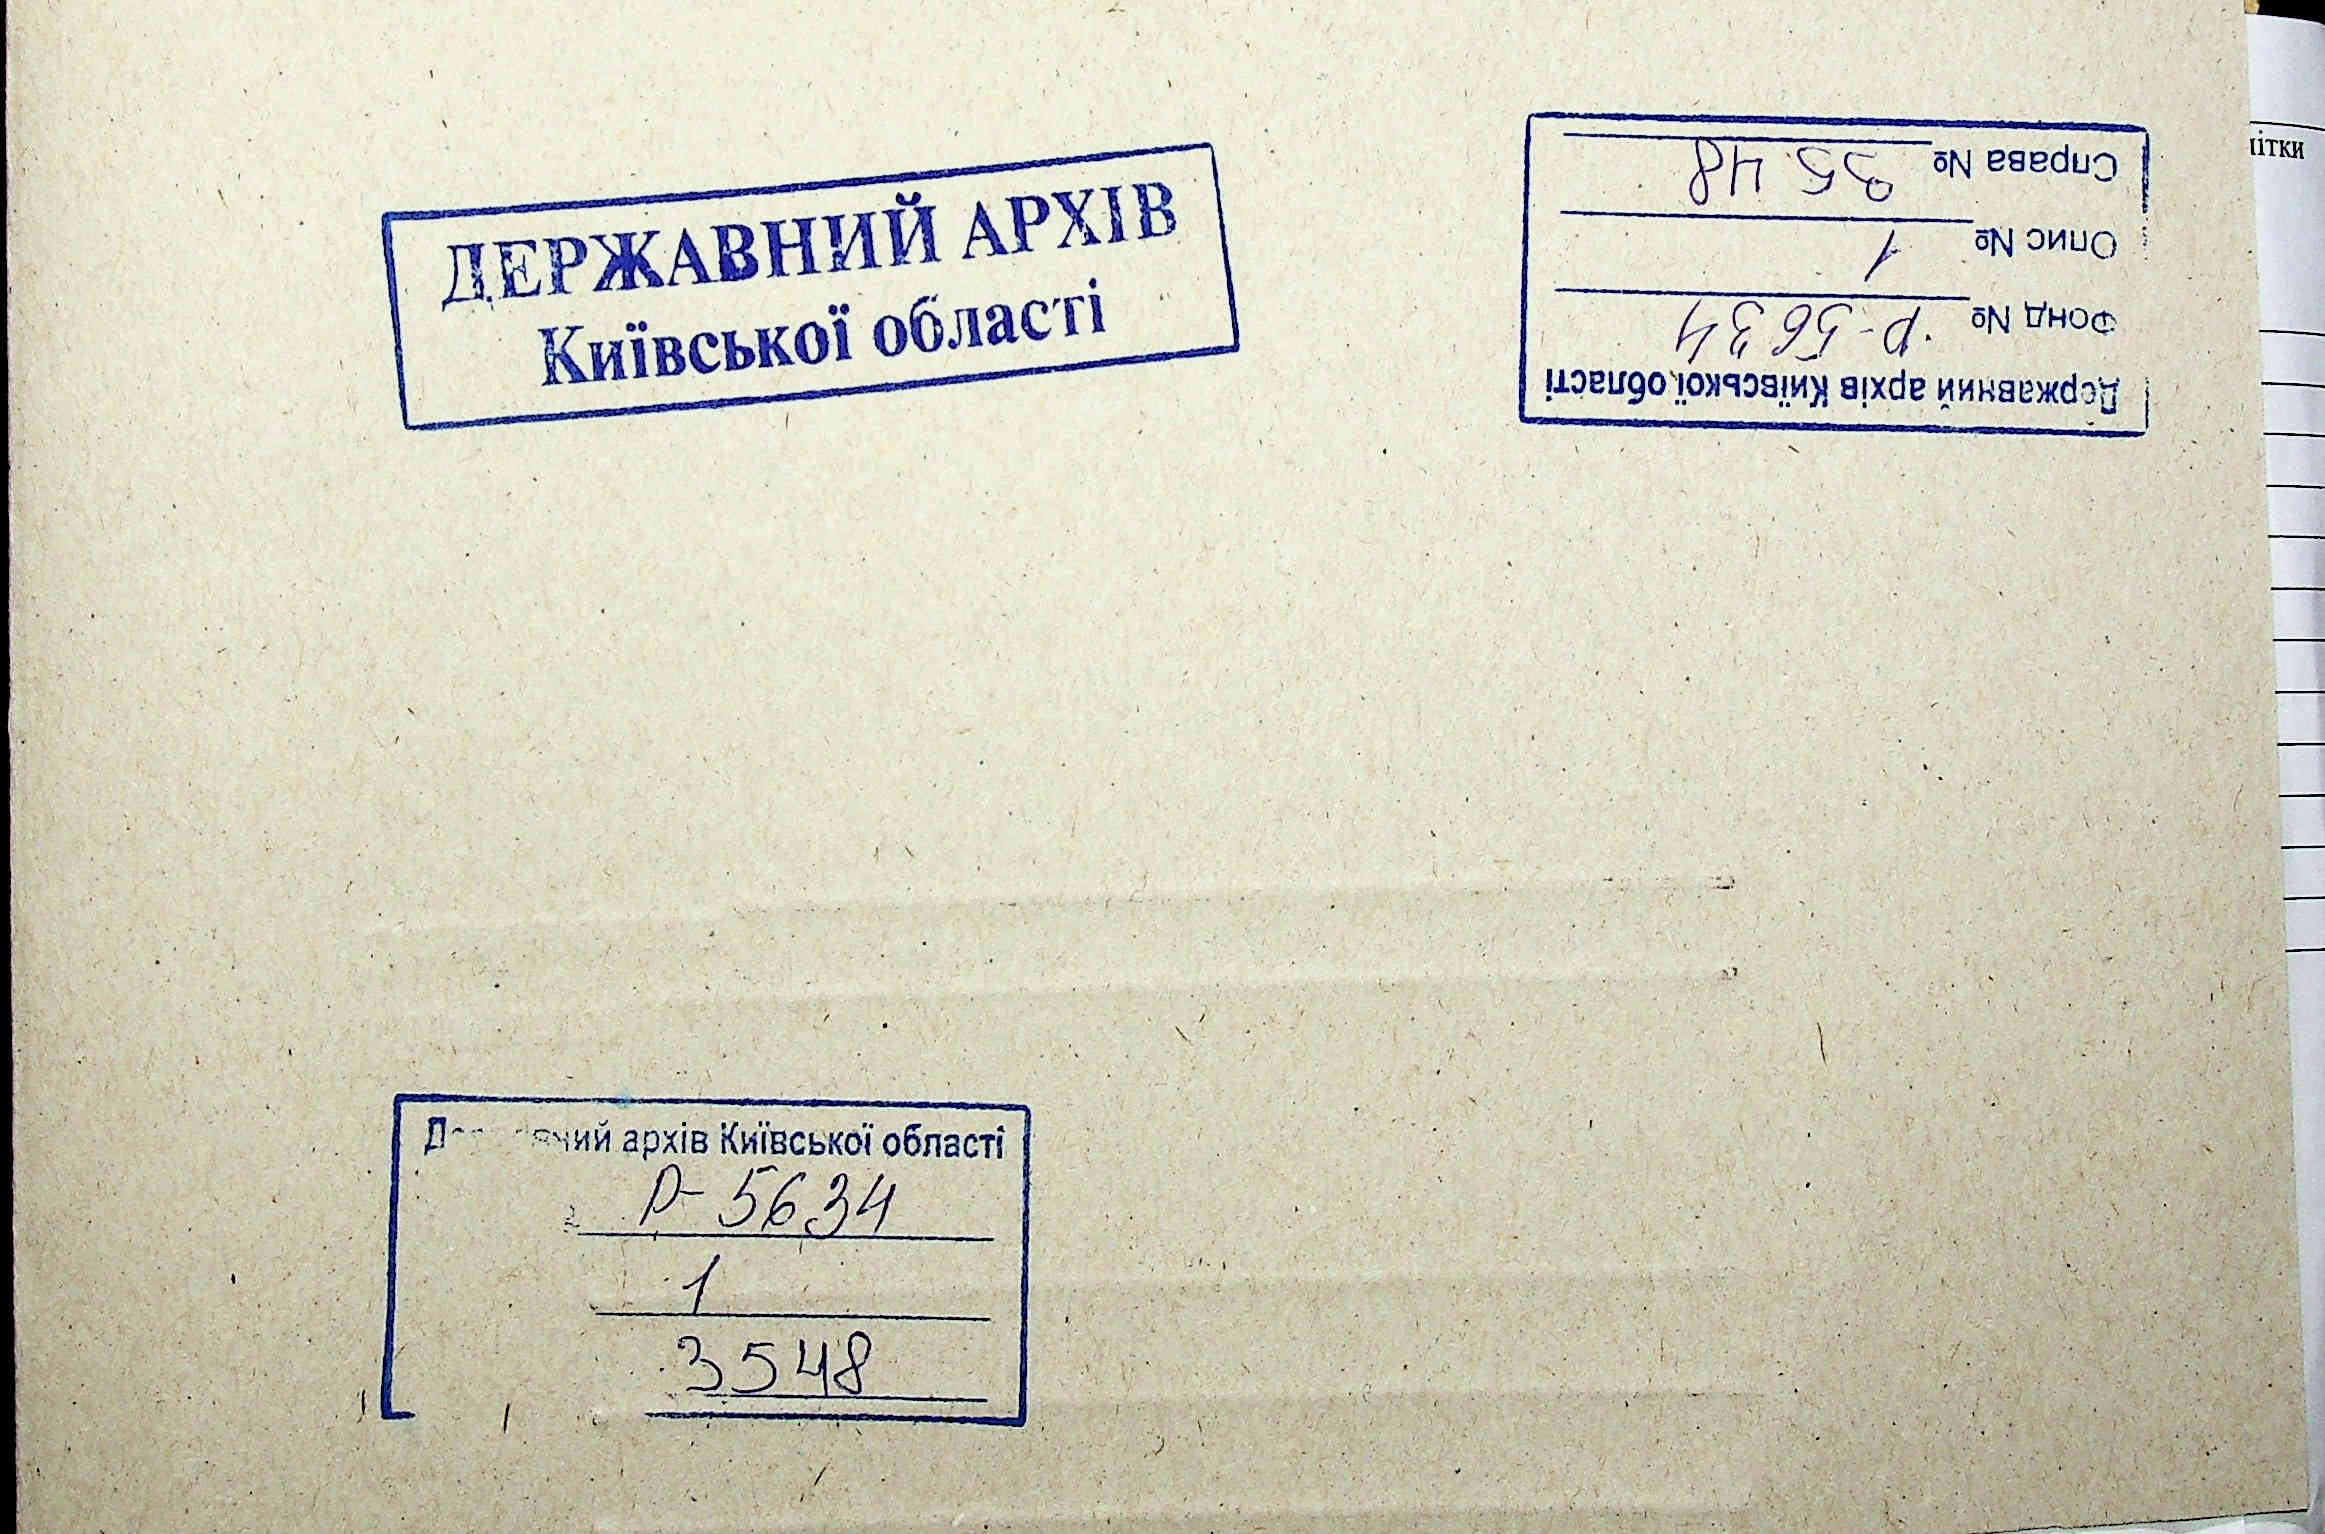 ДЕРЖАВНИЙ АРХІВ
Київської області
Державний архів Київської області
Фонд № Р-5634
Опис № 1
Справа № 3548
архів Київської області
Р-5634
1
3548